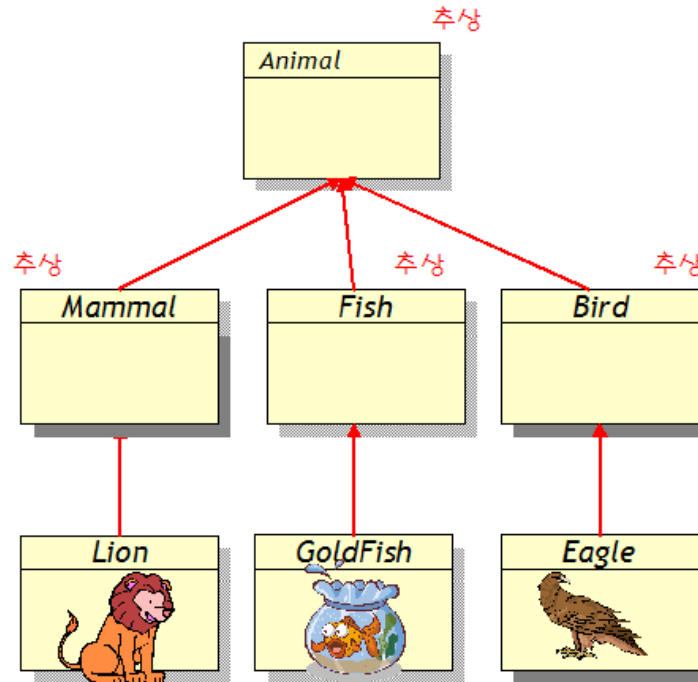 추상
Animal
추상
추상
추상
Mammal
Fish
Bird
Lion
GoldFish
Eagle